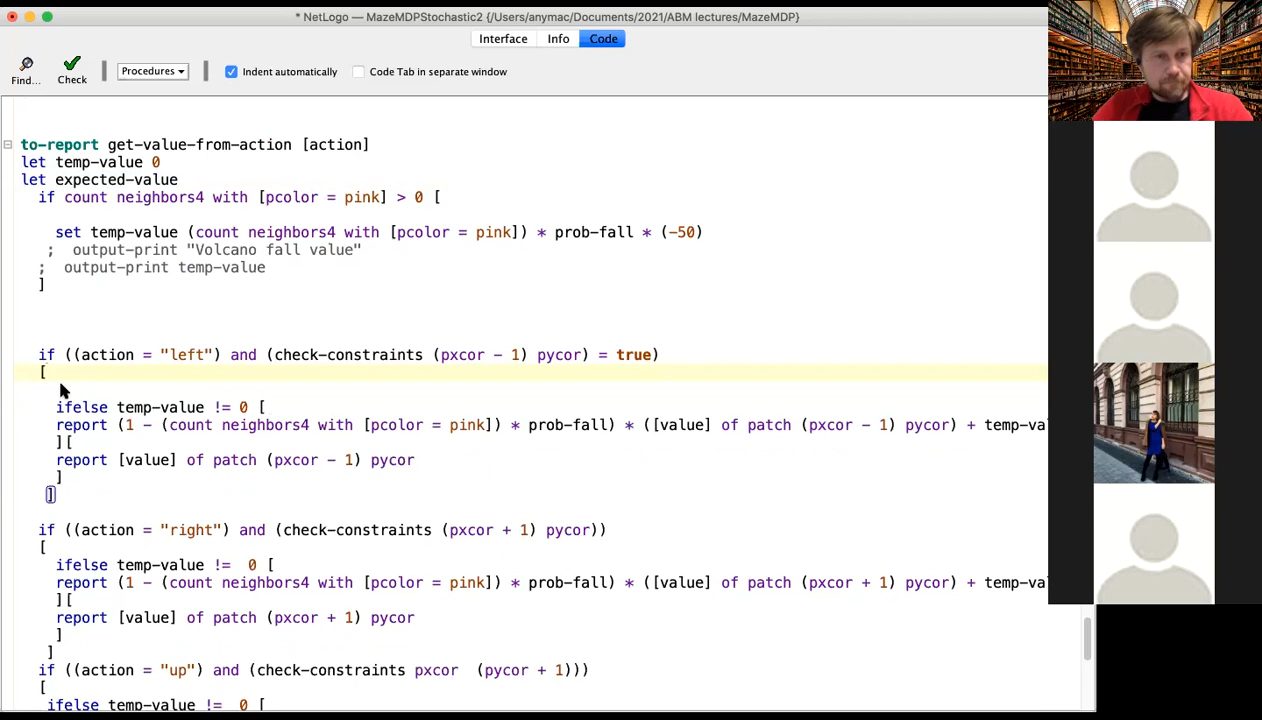 * NetLogo — MazeMDPStochastic2 {/Users/anymac/Documents/2021/ABM lectures/MazeMDP}
Interface Info Code
Find... Check Procedures Indent automatically Code Tab in separate window
to-report get-value-from-action [action]
let temp-value 0
let expected-value
if count neighbors4 with [pcolor = pink] > 0 [
set temp-value (count neighbors4 with [pcolor = pink]) * prob-fall * (-50)
; output-print "Volcano fall value"
; output-print temp-value
]
if ((action = "left") and (check-constraints (pxcor - 1) pycor) = true)
[
ifelse temp-value != 0 [
report (1 - (count neighbors4 with [pcolor = pink]) * prob-fall) * ([value] of patch (pxcor - 1) pycor) + temp-va
][
report [value] of patch (pxcor - 1) pycor
]
]
if ((action = "right") and (check-constraints (pxcor + 1) pycor))
[
ifelse temp-value != 0 [
report (1 - (count neighbors4 with [pcolor = pink]) * prob-fall) * ([value] of patch (pxcor + 1) pycor) + temp-va
][
report [value] of patch (pxcor + 1) pycor
]
]
if ((action = "up") and (check-constraints pxcor (pycor + 1)))
[
ifelse temp-value != 0 [